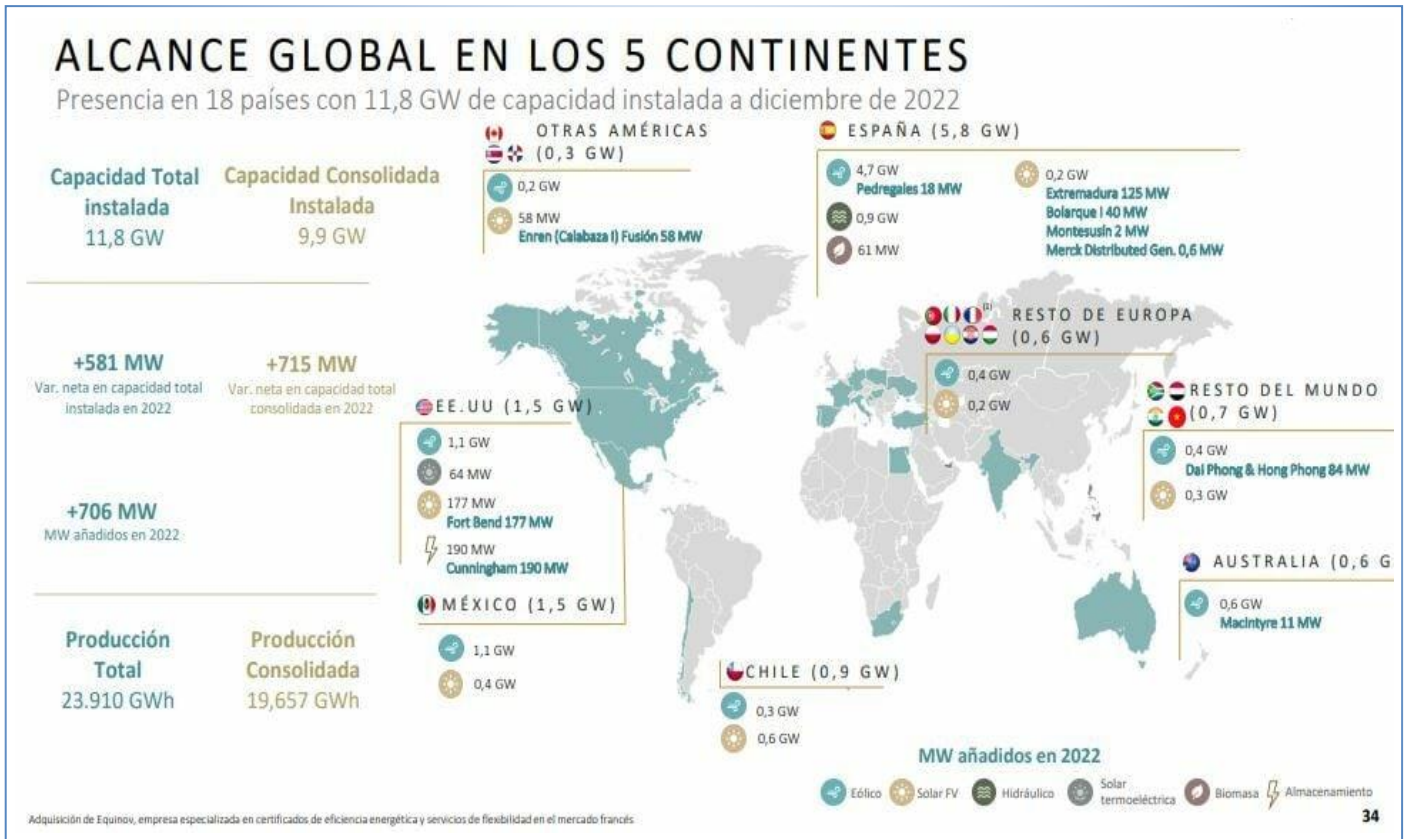 ALCANCE GLOBAL EN LOS 5 CONTINENTES
Presencia en 18 países con 11,8 GW de capacidad instalada a diciembre de 2022
Capacidad Total
instalada
11,8 GW
Capacidad Consolidada
Instalada
9,9 GW
+581 MW
Var. neta en capacidad total
instalada en 2022
+715 MW
Var. neta en capacidad total
consolidada en 2022
+706 MW
MW añadidos en 2022
Producción
Total
23.910 GWh
Producción
Consolidada
19,657 GWh
OTRAS AMÉRICAS
(0,3 GW)
0,2 GW
58 MW
Enren (Calabaza I) Fusión 58 MW
ESPAÑA (5,8 GW)
4,7 GW
Pedregales 18 MW
0,9 GW
61 MW
0,2 GW
Extremadura 125 MW
Bolarque I 40 MW
Montesusín 2 MW
Merck Distributed Gen. 0,6 MW
(1)
RESTO DE EUROPA
(0,6 GW)
0,4 GW
0,2 GW
EE.UU (1,5 GW)
1,1 GW
64 MW
177 MW
Fort Bend 177 MW
190 MW
Cunningham 190 MW
RESTO DEL MUNDO
(0,7 GW)
0,4 GW
Dai Phong & Hong Phong 84 MW
0,3 GW
MÉXICO (1,5 GW)
1,1 GW
0,4 GW
AUSTRALIA (0,6 G
0,6 GW
MacIntyre 11 MW
CHILE (0,9 GW)
0,3 GW
0,6 GW
MW añadidos en 2022
Eólico
Solar FV
Hidráulico
Solar
termoeléctrica
Biomasa
Almacenamiento
Adquisición de Equinov, empresa especializada en certificados de eficiencia energética y servicios de flexibilidad en el mercado francés
34